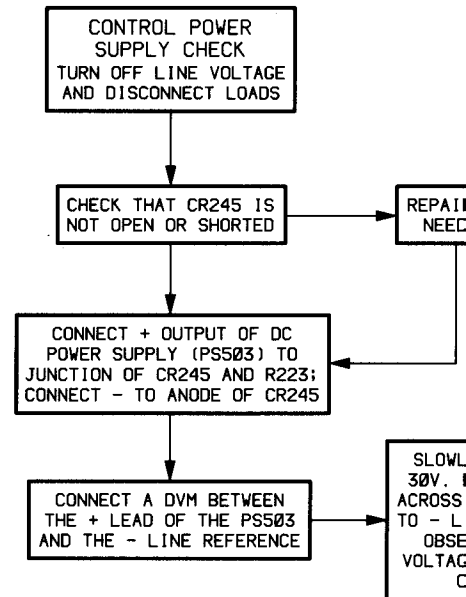 CONTROL POWER
SUPPLY CHECK
TURN OFF LINE VOLTAGE
AND DISCONNECT LOADS
CHECK THAT CR245 IS
NOT OPEN OR SHORTED
REPAI
NEED
CONNECT + OUTPUT OF DC
POWER SUPPLY (PS503) TO
JUNCTION OF CR245 AND R223;
CONNECT - TO ANODE OF CR245
CONNECT A DVM BETWEEN
THE + LEAD OF THE PS503
AND THE - LINE REFERENCE
SLOWL
30V.
ACROSS
TO - L
OBSE
VOLTAG
C